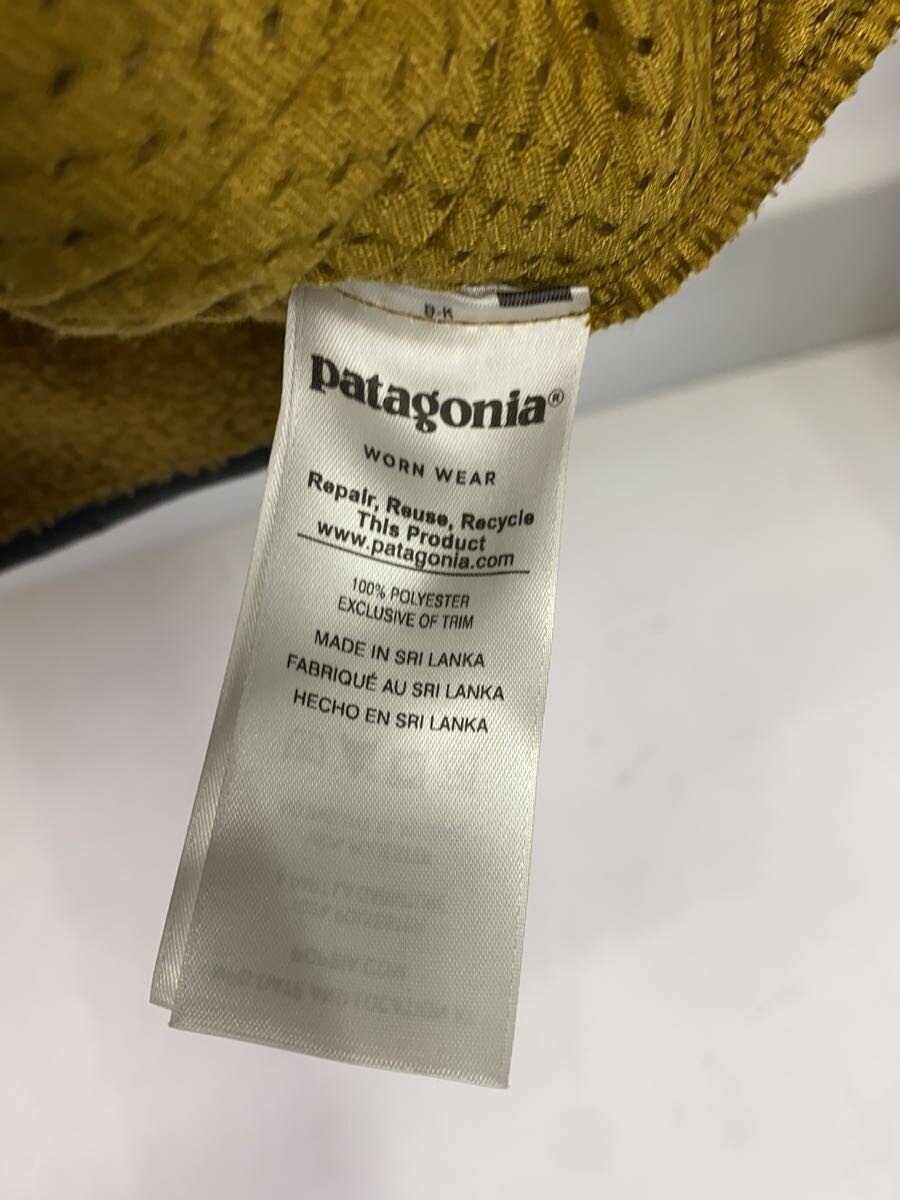 B-K
patagonia®
WORN WEAR
Repair, Reuse, Recycle
This Product
www.patagonia.com
100% POLYESTER
EXCLUSIVE OF TRIM
MADE IN SRI LANKA
FABRIQUÉ AU SRI LANKA
HECHO EN SRI LANKA